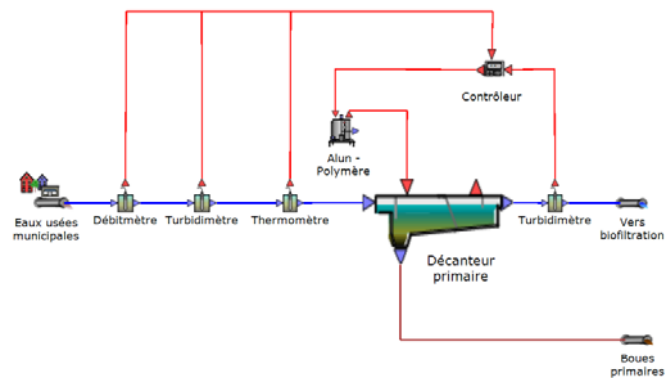 Contrôleur
Alun -
Polymère
Eaux usées
municipales
Débitmètre
Turbidimètre
Thermomètre
Turbidimètre
Vers
biofiltration
Décanteur
primaire
Boues
primaires